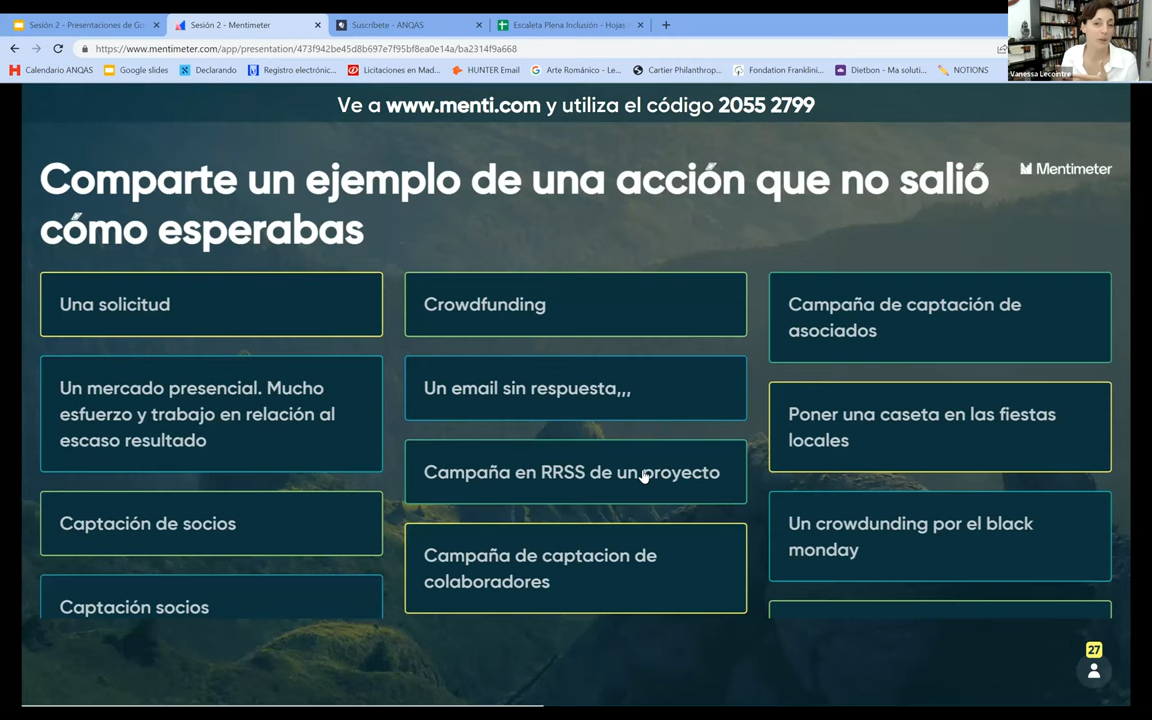 Sesión 2 - Presentaciones de Go
Sesión 2 - Mentimeter
Suscríbete - ANQAS
Escaleta Plena Inclusión - Hojas
https://www.mentimeter.com/app/presentation/473f942be45d8b697e7f95bf8ea0e14a/ba2314f9a668
Calendario ANQAS
Google slides
Declarando
Registro electrónic...
Licitaciones en Mad...
HUNTER Email
Arte Románico - Le...
Cartier Philanthrop...
Fondation Franklini...
Dietbon - Ma soluti...
NOTIONS
Vanessa Lecointre
Ve a www.menti.com y utiliza el código 2055 2799
Comparte un ejemplo de una acción que no salió
cómo esperabas
Mentimeter
Una solicitud
Un mercado presencial. Mucho
esfuerzo y trabajo en relación al
escaso resultado
Captación de socios
Captación socios
Crowdfunding
Un email sin respuesta,,,
Campaña en RRSS de un proyecto
Campaña de captacion de
colaboradores
Campaña de captación de
asociados
Poner una caseta en las fiestas
locales
Un crowdunding por el black
monday
27